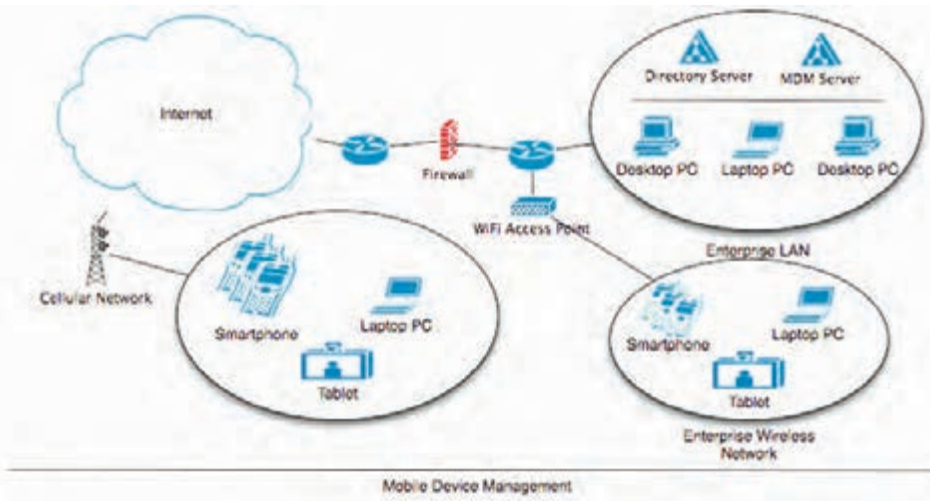 Internet
Directory Server
MDM Server
Desktop PC
Laptop PC
Desktop PC
Firewall
WiFi Access Point
Enterprise LAN
Cellular Network
Smartphone
Laptop PC
Tablet
Smartphone
Laptop PC
Tablet
Enterprise Wireless
Network
Mobile Device Management